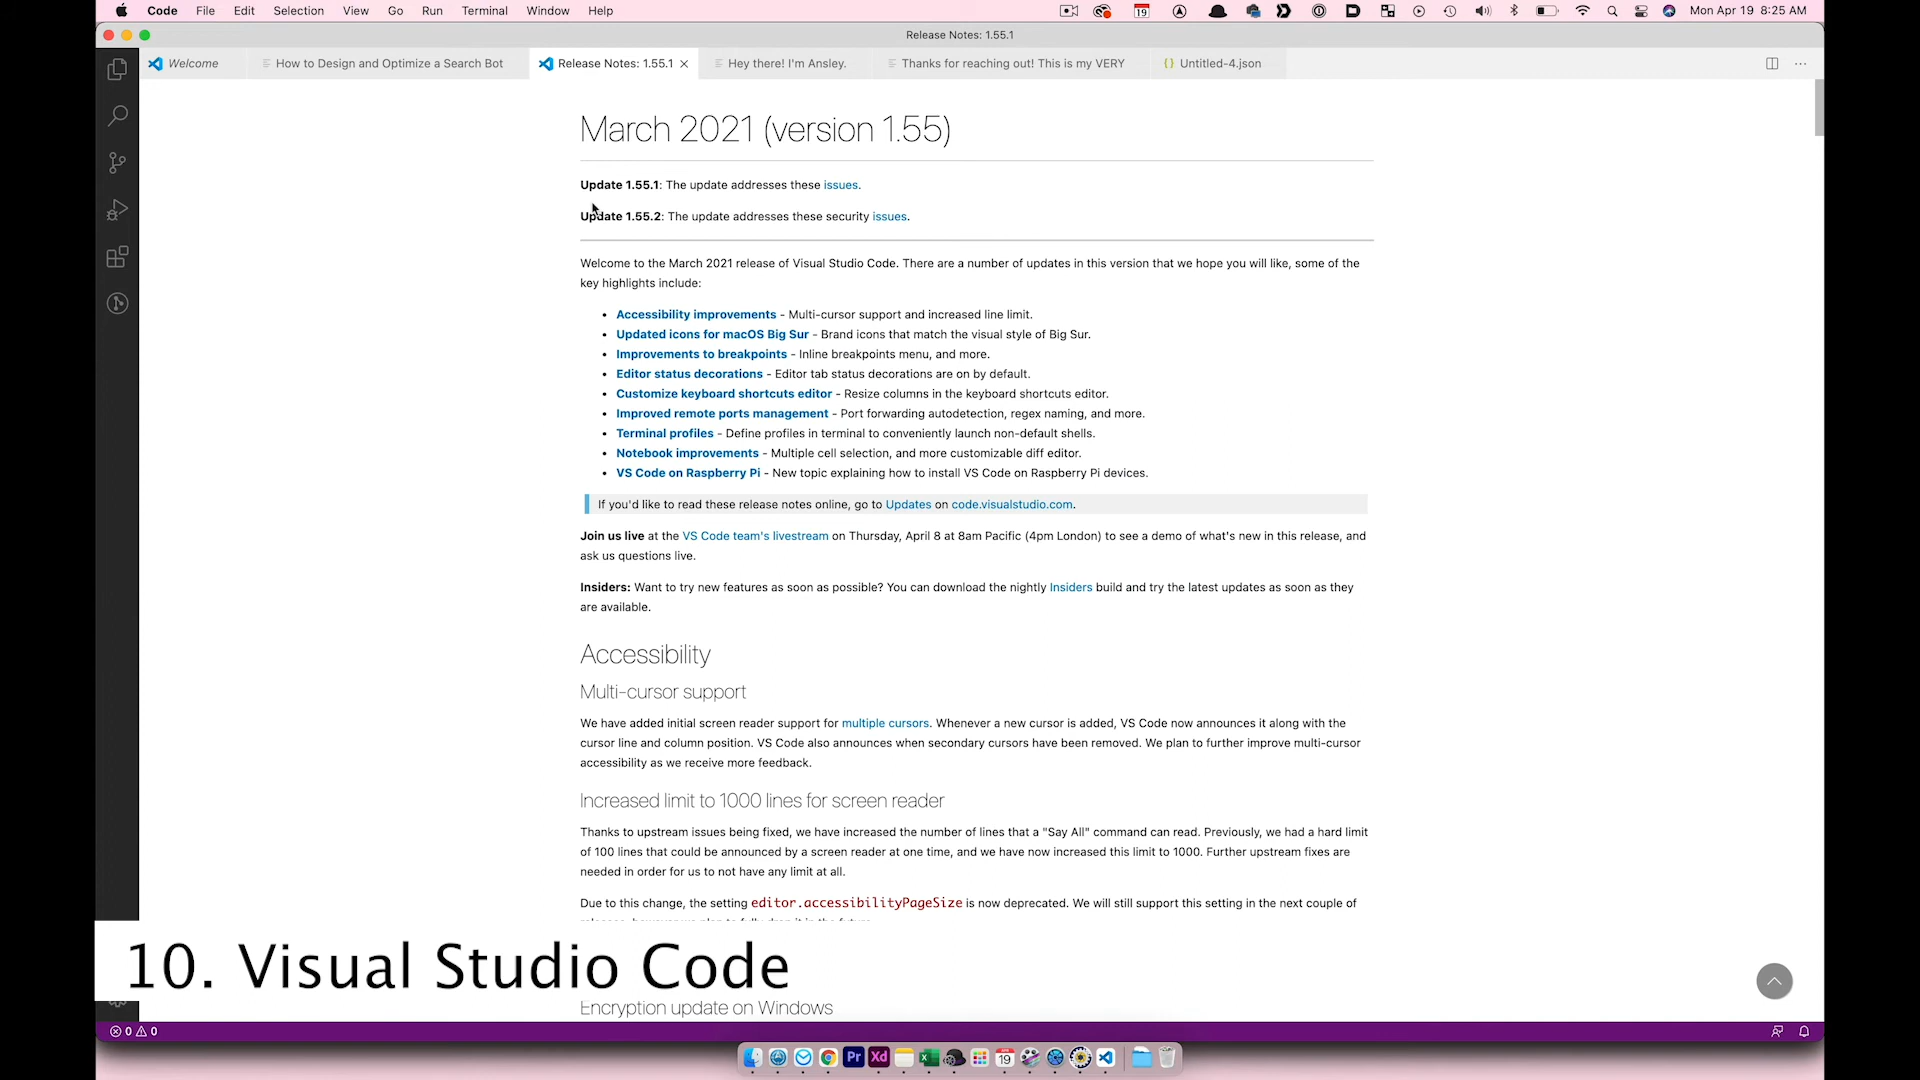 Code File Edit Selection View Go Run Terminal Window Help
19
Mon Apr 19 8:25 AM
Release Notes: 1.55.1
Welcome
How to Design and Optimize a Search Bot
Release Notes: 1.55.1
Hey there! I'm Ansley.
Thanks for reaching out! This is my VERY
{} Untitled-4.json
March 2021 (version 1.55)
Update 1.55.1: The update addresses these issues.
Update 1.55.2: The update addresses these security issues.
Welcome to the March 2021 release of Visual Studio Code. There are a number of updates in this version that we hope you will like, some of the
key highlights include:
• Accessibility improvements - Multi-cursor support and increased line limit.
• Updated icons for macOS Big Sur - Brand icons that match the visual style of Big Sur.
• Improvements to breakpoints - Inline breakpoints menu, and more.
• Editor status decorations - Editor tab status decorations are on by default.
• Customize keyboard shortcuts editor - Resize columns in the keyboard shortcuts editor.
• Improved remote ports management - Port forwarding autodetection, regex naming, and more.
• Terminal profiles - Define profiles in terminal to conveniently launch non-default shells.
• Notebook improvements - Multiple cell selection, and more customizable diff editor.
• VS Code on Raspberry Pi - New topic explaining how to install VS Code on Raspberry Pi devices.
If you'd like to read these release notes online, go to Updates on code.visualstudio.com.
Join us live at the VS Code team's livestream on Thursday, April 8 at 8am Pacific (4pm London) to see a demo of what's new in this release, and
ask us questions live.
Insiders: Want to try new features as soon as possible? You can download the nightly Insiders build and try the latest updates as soon as they
are available.
Accessibility
Multi-cursor support
We have added initial screen reader support for multiple cursors. Whenever a new cursor is added, VS Code now announces it along with the
cursor line and column position. VS Code also announces when secondary cursors have been removed. We plan to further improve multi-cursor
accessibility as we receive more feedback.
Increased limit to 1000 lines for screen reader
Thanks to upstream issues being fixed, we have increased the number of lines that a "Say All" command can read. Previously, we had a hard limit
of 100 lines that could be announced by a screen reader at one time, and we have now increased this limit to 1000. Further upstream fixes are
needed in order for us to not have any limit at all.
Due to this change, the setting editor.accessibilityPageSize is now deprecated. We will still support this setting in the next couple of
10. Visual Studio Code
Encryption update on Windows
0 0
Pr Xd 19